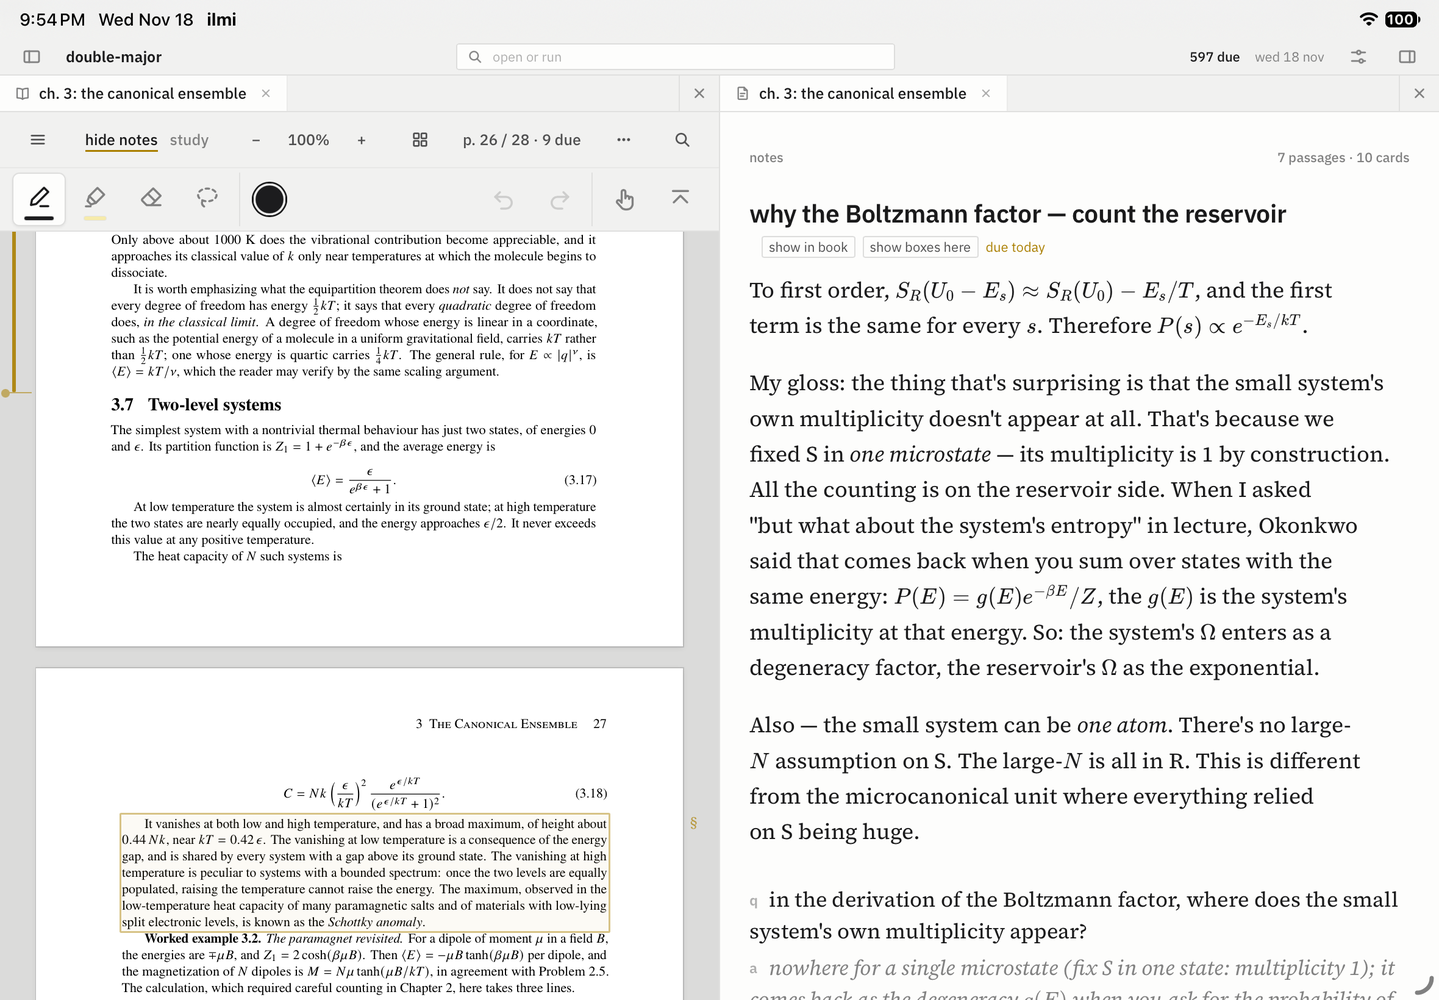 9:54 PM Wed Nov 18 ilmi
100
double-major
open or run
597 due wed 18 nov
ch. 3: the canonical ensemble
hide notes study
− 100% +
p. 26 / 28 · 9 due
Only above about 1000 K does the vibrational contribution become appreciable, and it
approaches its classical value of k only near temperatures at which the molecule begins to
dissociate.
It is worth emphasizing what the equipartition theorem does not say. It does not say that
every degree of freedom has energy ½kT; it says that every quadratic degree of freedom
does, in the classical limit. A degree of freedom whose energy is linear in a coordinate,
such as the potential energy of a molecule in a uniform gravitational field, carries kT rather
than ½kT; one whose energy is quartic carries ¼kT. The general rule, for E ∝ |q|^ν, is
⟨E⟩ = kT/ν, which the reader may verify by the same scaling argument.
3.7 Two-level systems
The simplest system with a nontrivial thermal behaviour has just two states, of energies 0
and ϵ. Its partition function is Z₁ = 1 + e^{−βϵ}, and the average energy is
⟨E⟩ = ϵ / (e^{βϵ} + 1). (3.17)
At low temperature the system is almost certainly in its ground state; at high temperature
the two states are nearly equally occupied, and the energy approaches ϵ/2. It never exceeds
this value at any positive temperature.
The heat capacity of N such systems is
3 The Canonical Ensemble 27
C = Nk (ϵ/kT)² e^{ϵ/kT} / (e^{ϵ/kT} + 1)². (3.18)
It vanishes at both low and high temperature, and has a broad maximum, of height about
0.44 Nk, near kT = 0.42 ϵ. The vanishing at low temperature is a consequence of the energy
gap, and is shared by every system with a gap above its ground state. The vanishing at high
temperature is peculiar to systems with a bounded spectrum: once the two levels are equally
populated, raising the temperature cannot raise the energy. The maximum, observed in the
low-temperature heat capacity of many paramagnetic salts and of materials with low-lying
split electronic levels, is known as the Schottky anomaly.
§
Worked example 3.2. The paramagnet revisited. For a dipole of moment μ in a field B,
the energies are ∓μB, and Z₁ = 2 cosh(βμB). Then ⟨E⟩ = −μB tanh(βμB) per dipole, and
the magnetization of N dipoles is M = Nμ tanh(μB/kT), in agreement with Problem 2.5.
The calculation, which required careful counting in Chapter 2, here takes three lines.
ch. 3: the canonical ensemble
notes
7 passages · 10 cards
why the Boltzmann factor — count the reservoir
show in book show boxes here due today
To first order, S_R(U₀ − E_s) ≈ S_R(U₀) − E_s/T, and the first
term is the same for every s. Therefore P(s) ∝ e^{−E_s/kT}.
My gloss: the thing that's surprising is that the small system's
own multiplicity doesn't appear at all. That's because we
fixed S in one microstate — its multiplicity is 1 by construction.
All the counting is on the reservoir side. When I asked
"but what about the system's entropy" in lecture, Okonkwo
said that comes back when you sum over states with the
same energy: P(E) = g(E)e^{−βE}/Z, the g(E) is the system's
multiplicity at that energy. So: the system's Ω enters as a
degeneracy factor, the reservoir's Ω as the exponential.
Also — the small system can be one atom. There's no large-
N assumption on S. The large-N is all in R. This is different
from the microcanonical unit where everything relied
on S being huge.
q in the derivation of the Boltzmann factor, where does the small
system's own multiplicity appear?
a nowhere for a single microstate (fix S in one state: multiplicity 1); it
comes back as the degeneracy g(E) when you ask for the probability of